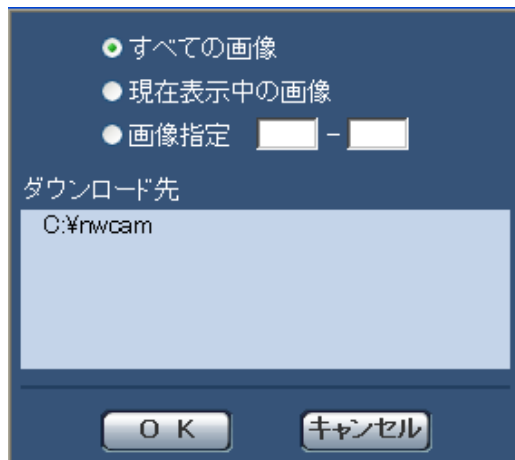 すべての画像
現在表示中の画像
画像指定 －
ダウンロード先
C:¥nwcam
ＯＫ キャンセル